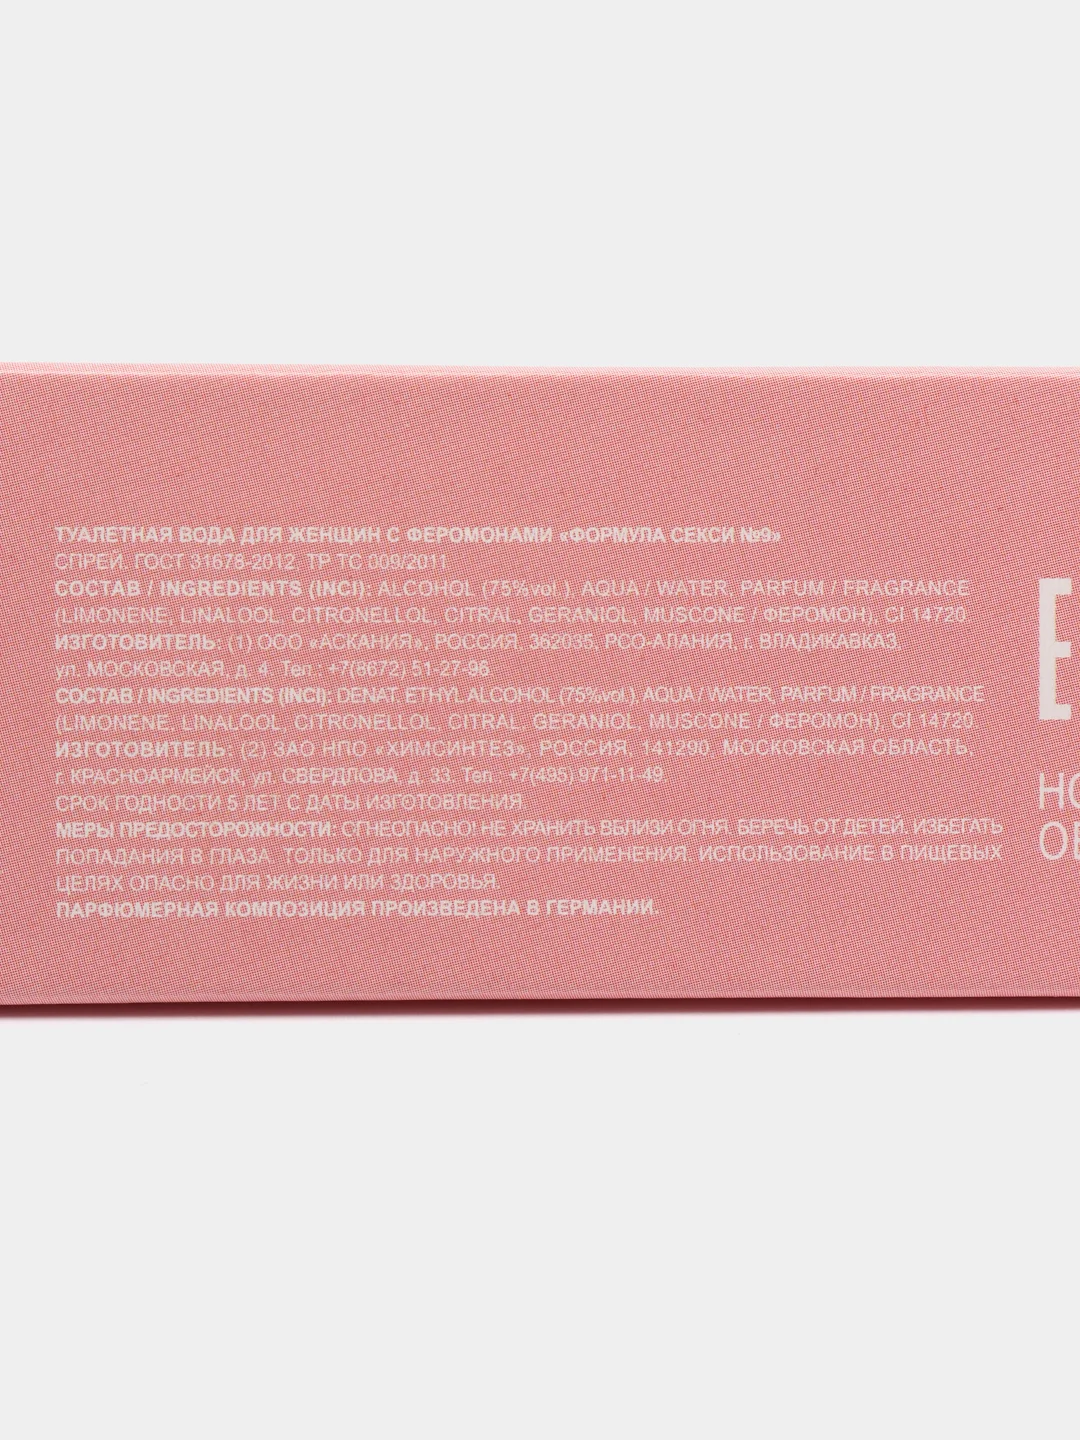 ТУАЛЕТНАЯ ВОДА ДЛЯ ЖЕНЩИН С ФЕРОМОНАМИ «ФОРМУЛА СЕКСИ №9»
СПРЕЙ. ГОСТ 31678-2012, ТР ТС 009/2011
СОСТАВ / INGREDIENTS (INCI): ALCOHOL (75%vol.), AQUA / WATER, PARFUM / FRAGRANCE
(LIMONENE, LINALOOL, CITRONELLOL, CITRAL, GERANIOL, MUSCONE / ФЕРОМОН), CI 14720.
ИЗГОТОВИТЕЛЬ: (1) ООО «АСКАНИЯ», РОССИЯ, 362035, РСО-АЛАНИЯ, г. ВЛАДИКАВКАЗ,
ул. МОСКОВСКАЯ, д. 4. Тел.: +7(8672) 51-27-96.
СОСТАВ / INGREDIENTS (INCI): DENAT. ETHYL ALCOHOL (75%vol.), AQUA / WATER, PARFUM / FRAGRANCE
(LIMONENE, LINALOOL, CITRONELLOL, CITRAL, GERANIOL, MUSCONE / ФЕРОМОН), CI 14720.
ИЗГОТОВИТЕЛЬ: (2) ЗАО НПО «ХИМСИНТЕЗ», РОССИЯ, 141290, МОСКОВСКАЯ ОБЛАСТЬ,
г. КРАСНОАРМЕЙСК, ул. СВЕРДЛОВА, д. 33. Тел.: +7(495) 971-11-49.
СРОК ГОДНОСТИ 5 ЛЕТ С ДАТЫ ИЗГОТОВЛЕНИЯ.
МЕРЫ ПРЕДОСТОРОЖНОСТИ: ОГНЕОПАСНО! НЕ ХРАНИТЬ ВБЛИЗИ ОГНЯ. БЕРЕЧЬ ОТ ДЕТЕЙ. ИЗБЕГАТЬ
ПОПАДАНИЯ В ГЛАЗА. ТОЛЬКО ДЛЯ НАРУЖНОГО ПРИМЕНЕНИЯ. ИСПОЛЬЗОВАНИЕ В ПИЩЕВЫХ
ЦЕЛЯХ ОПАСНО ДЛЯ ЖИЗНИ ИЛИ ЗДОРОВЬЯ.
ПАРФЮМЕРНАЯ КОМПОЗИЦИЯ ПРОИЗВЕДЕНА В ГЕРМАНИИ.